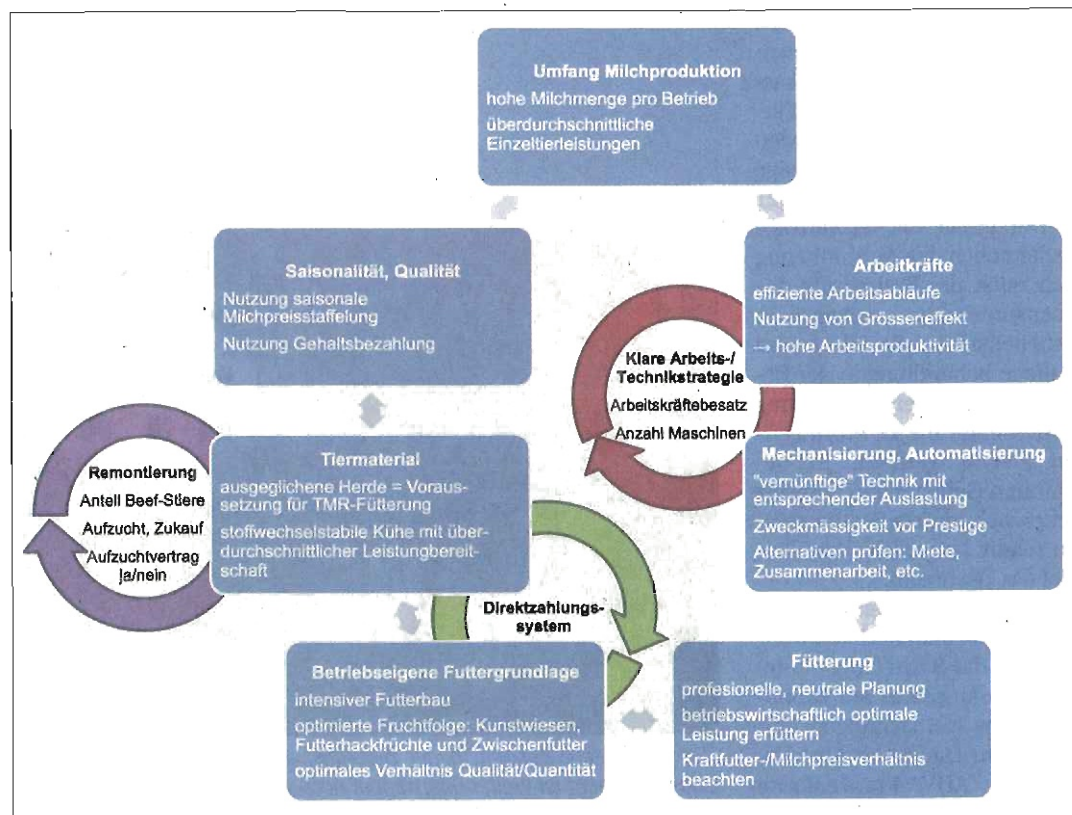 Umfang Milchproduktion
hohe Milchmenge pro Betrieb
überdurchschnittliche
Einzeltierleistungen
Saisonalität, Qualität
Nutzung saisonale
Milchpreisstaffelung
Nutzung Gehaltsbezahlung
Arbeitkräfte
effiziente Arbeitsabläufe
Nutzung von Grösseneffekt
→ hohe Arbeitsproduktivität
Klare Arbeits-/
Technikstrategie
Arbeitskräftebesatz
Anzahl Maschinen
Remontierung
Anteil Beef-Stiere
Aufzucht, Zukauf
Aufzuchtvertrag
ja/nein
Tiermaterial
ausgeglichene Herde = Voraus-
setzung für TMR-Fütterung
stoffwechselstabile Kühe mit über-
durchschnittlicher Leistungbereit-
schaft
Mechanisierung, Automatisierung
"vernünftige" Technik mit
entsprechender Auslastung
Zweckmässigkeit vor Prestige
Alternativen prüfen: Miete,
Zusammenarbeit, etc.
Direktzahlungs-
system
Betriebseigene Futtergrundlage
intensiver Futterbau
optimierte Fruchtfolge: Kunstwiesen,
Futterhackfrüchte und Zwischenfutter
optimales Verhältnis Qualität/Quantität
Fütterung
profesionelle, neutrale Planung
betriebswirtschaftlich optimale
Leistung erfüttern
Kraftfutter-/Milchpreisverhältnis
beachten